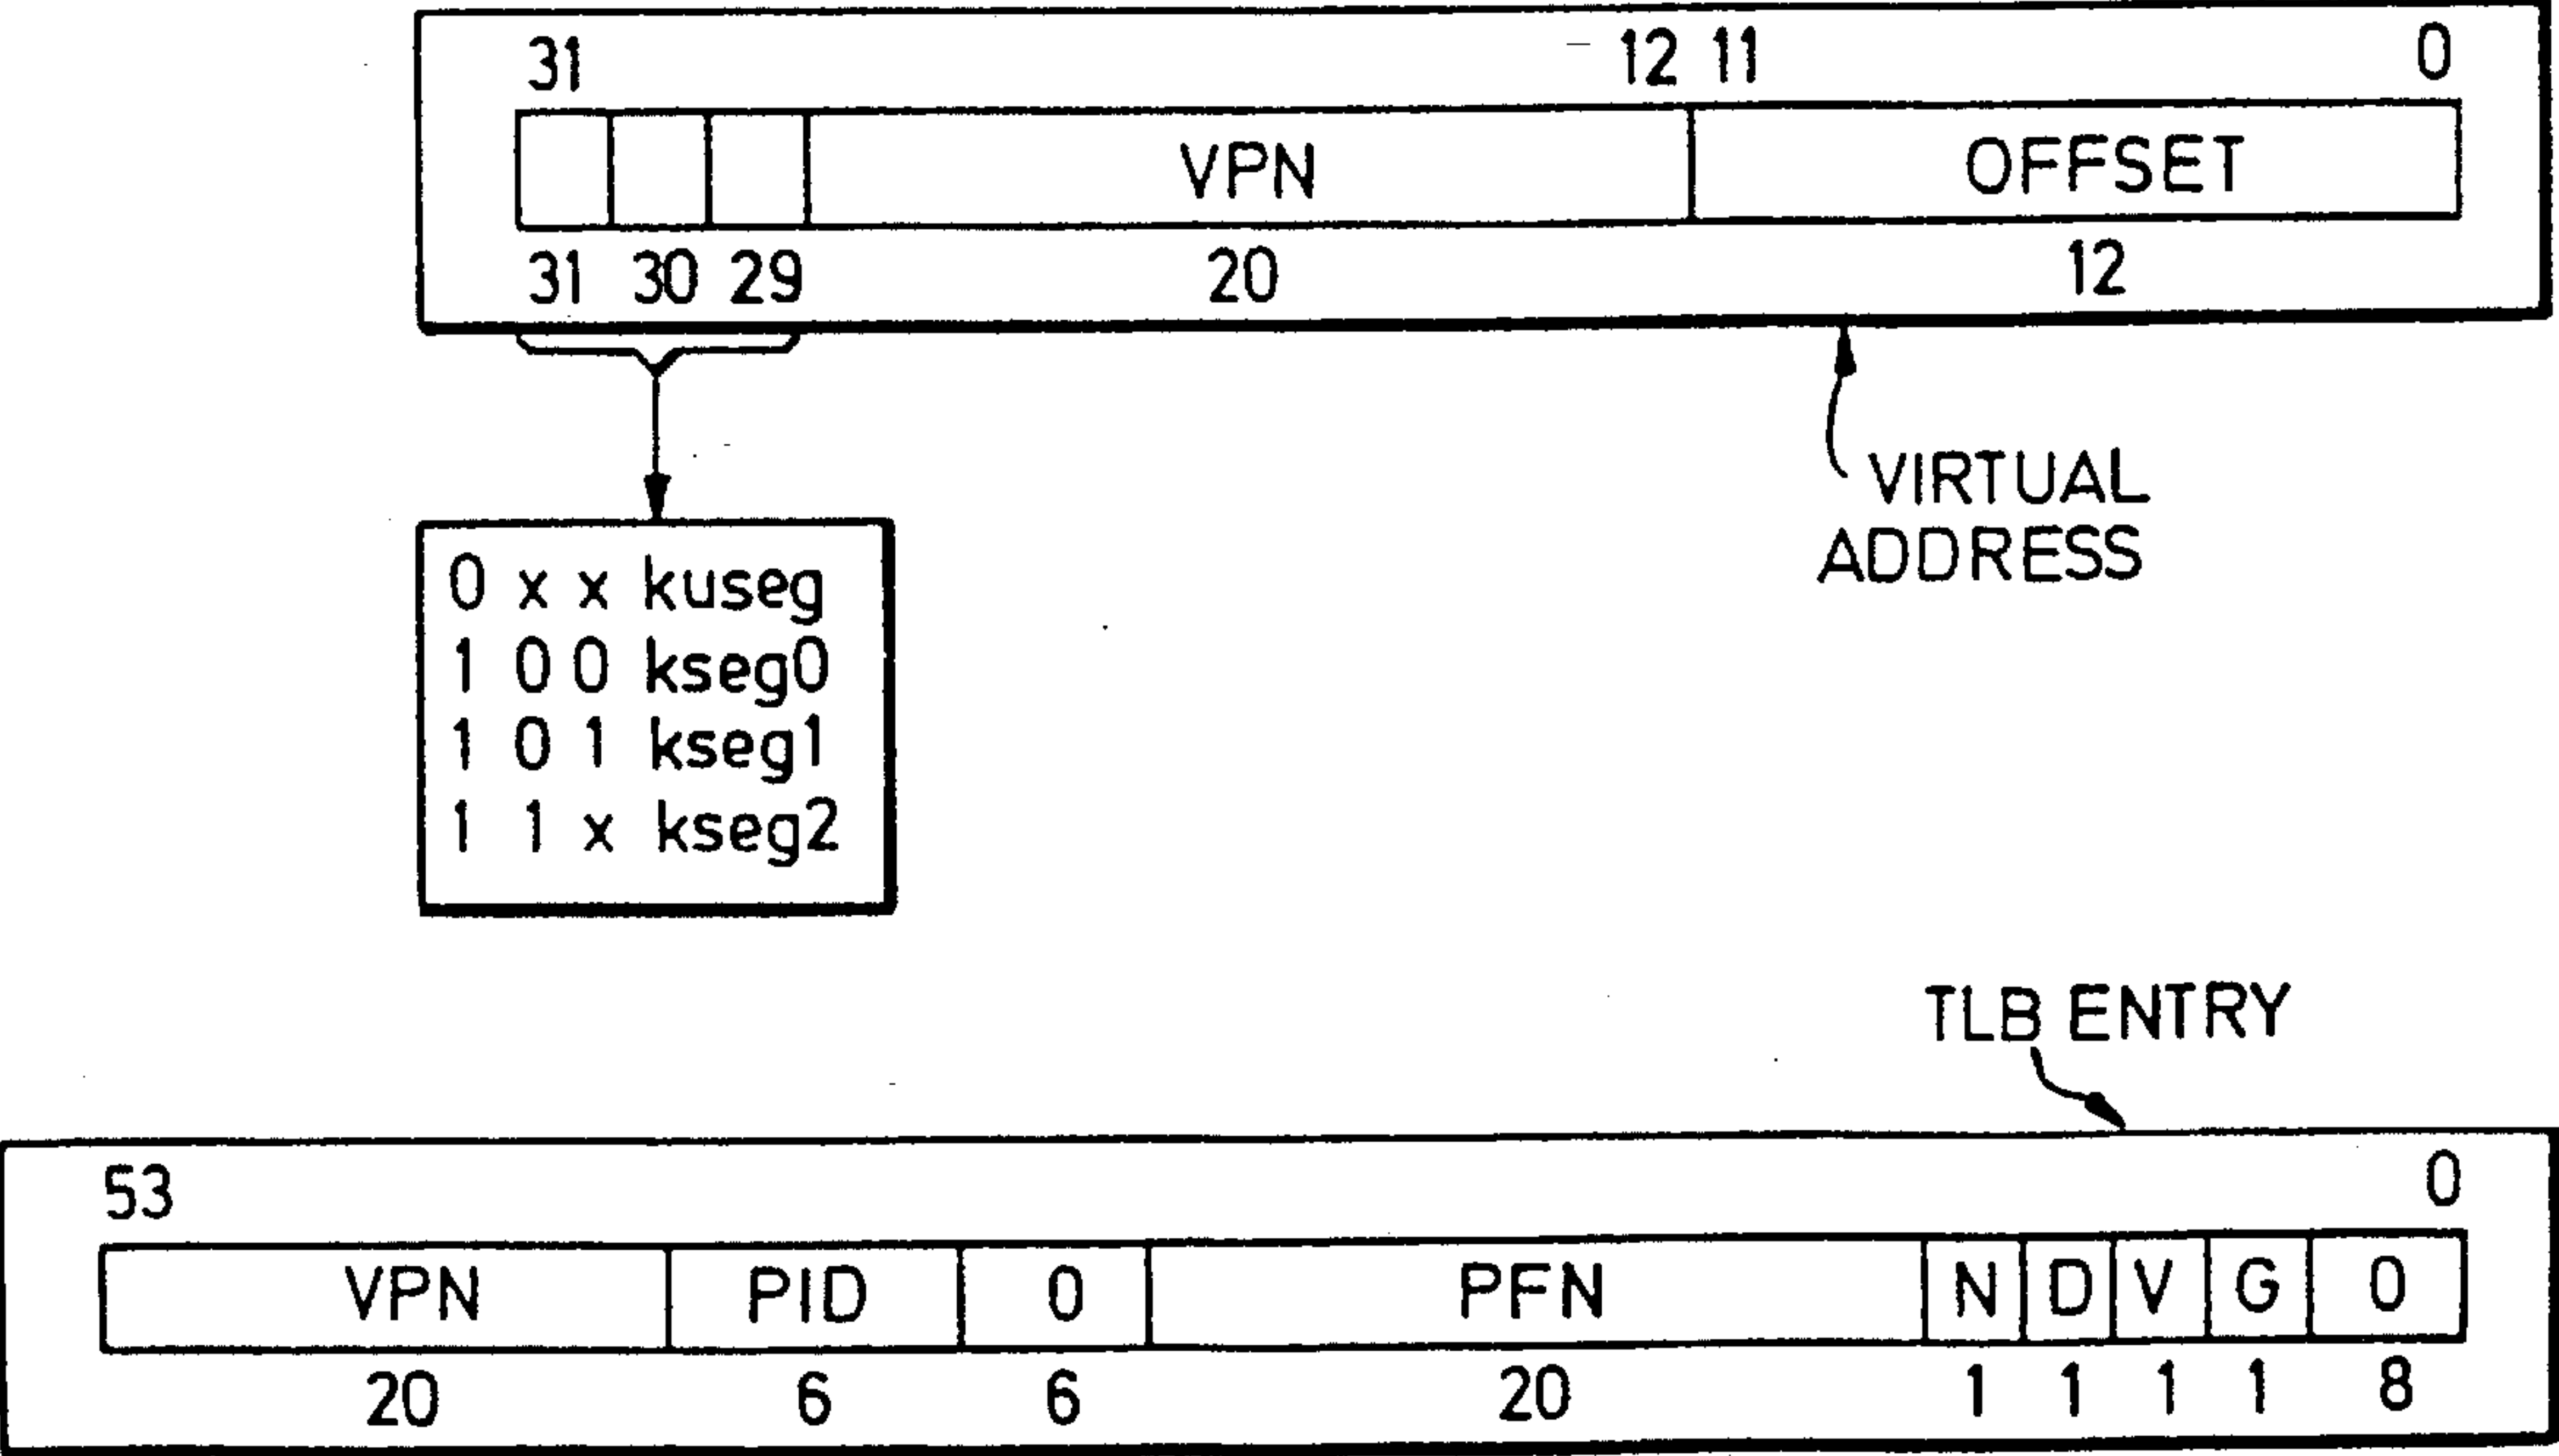 31 12 11 0
VPN OFFSET
31 30 29 20 12
VIRTUAL
ADDRESS
0 x x kuseg
1 0 0 kseg0
1 0 1 kseg1
1 1 x kseg2
TLB ENTRY
53 0
VPN PID 0 PFN N D V G 0
20 6 6 20 1 1 1 1 8